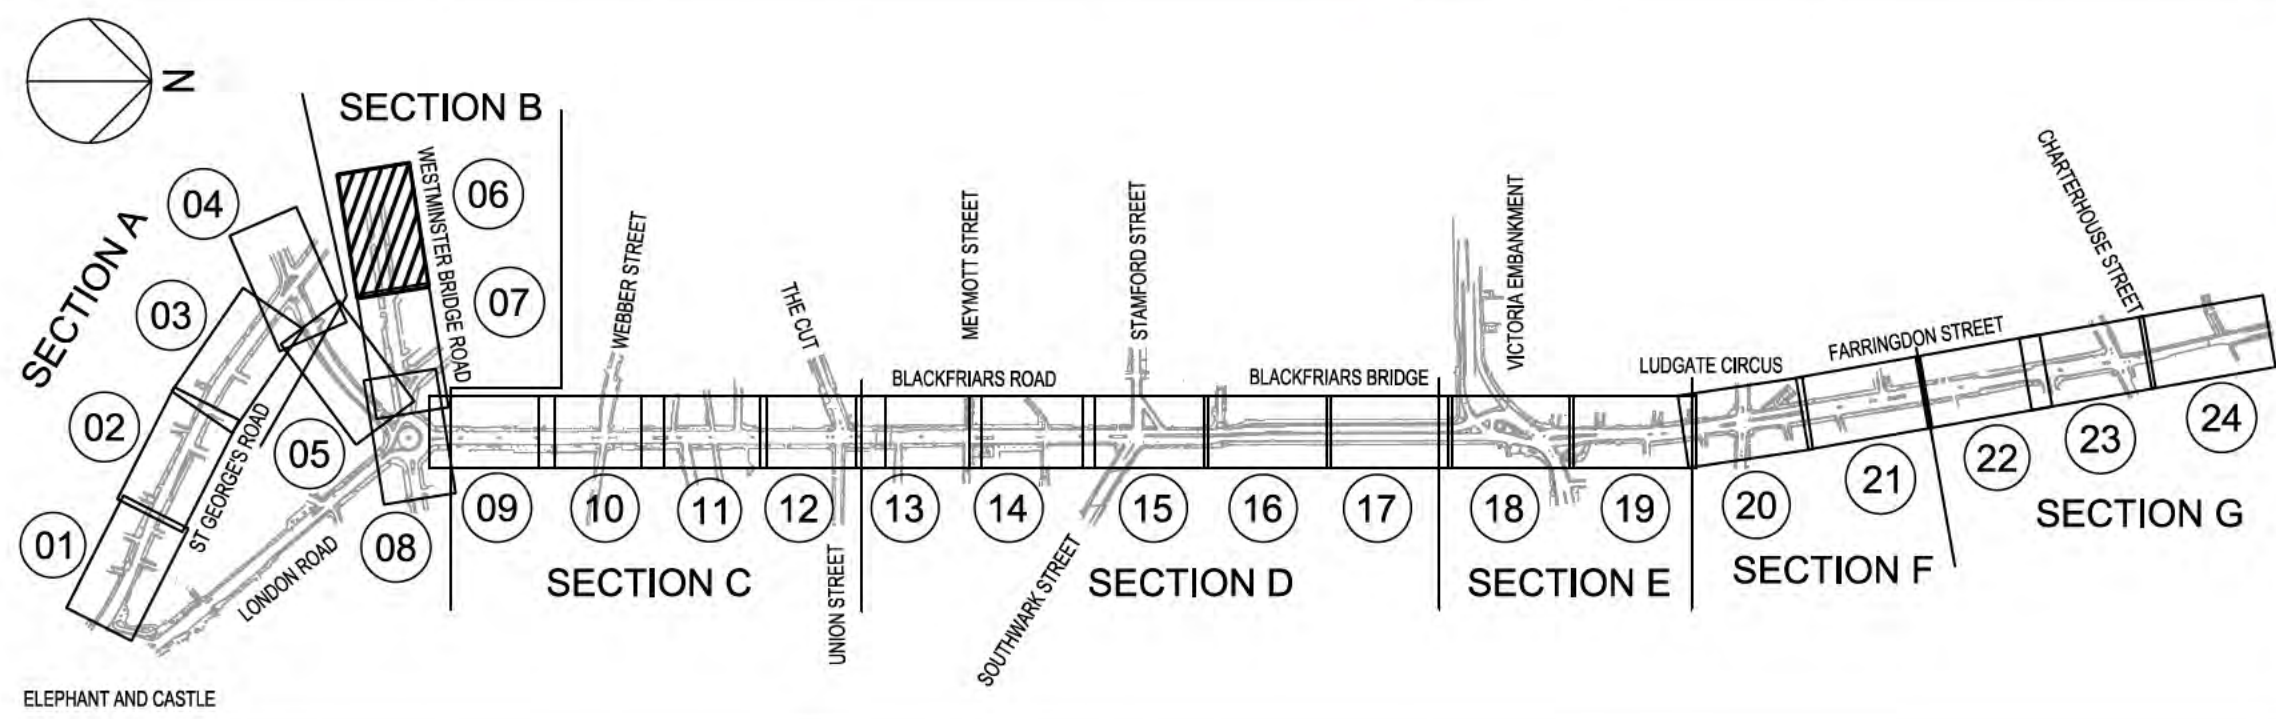 N
SECTION B
WESTMINSTER BRIDGE ROAD
06
07
04
SECTION A
03
02
05
ST GEORGE'S ROAD
01
LONDON ROAD
08
ELEPHANT AND CASTLE
WEBBER STREET
THE CUT
MEYMOTT STREET
STAMFORD STREET
VICTORIA EMBANKMENT
CHARTERHOUSE STREET
BLACKFRIARS ROAD
BLACKFRIARS BRIDGE
LUDGATE CIRCUS
FARRINGDON STREET
09
10
11
12
13
14
15
16
17
18
19
20
21
22
23
24
SECTION C
UNION STREET
SOUTHWARK STREET
SECTION D
SECTION E
SECTION F
SECTION G